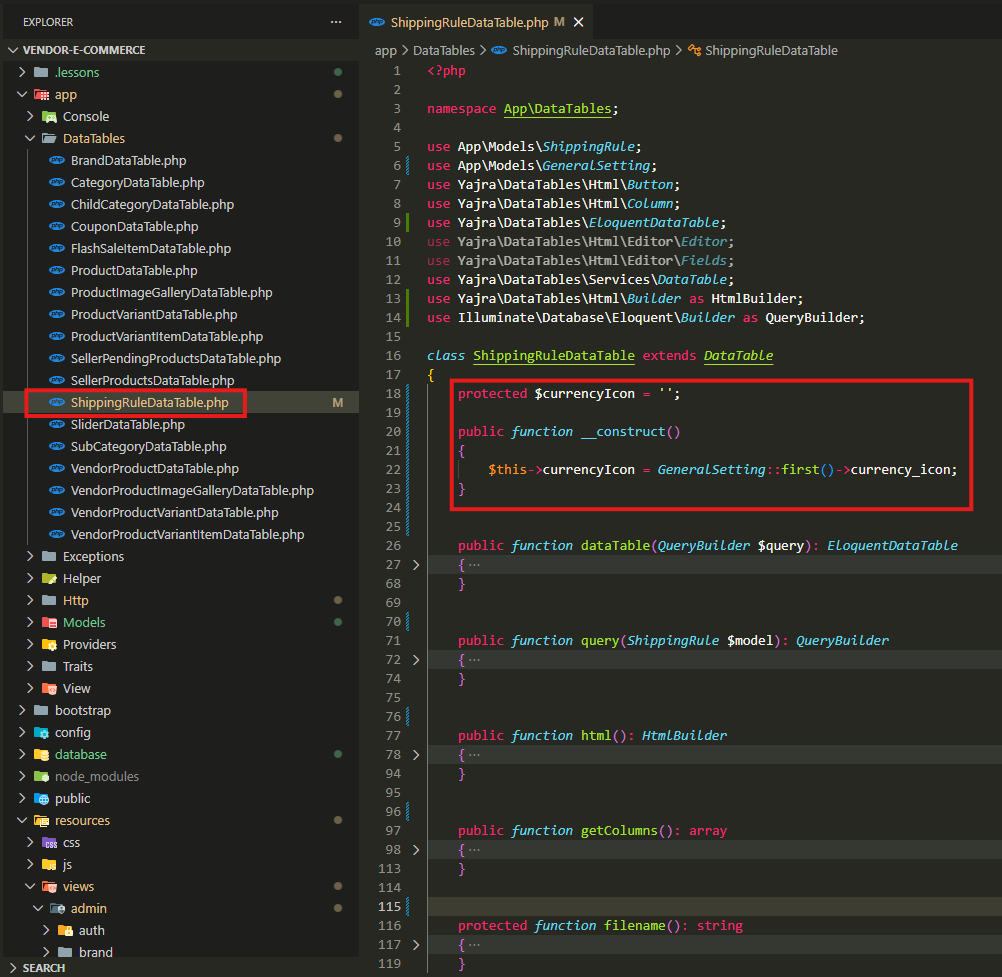 EXPLORER
VENDOR-E-COMMERCE
.lessons
app
Console
DataTables
BrandDataTable.php
CategoryDataTable.php
ChildCategoryDataTable.php
CouponDataTable.php
FlashSaleItemDataTable.php
ProductDataTable.php
ProductImageGalleryDataTable.php
ProductVariantDataTable.php
ProductVariantItemDataTable.php
SellerPendingProductsDataTable.php
SellerProductsDataTable.php
ShippingRuleDataTable.php M
SliderDataTable.php
SubCategoryDataTable.php
VendorProductDataTable.php
VendorProductImageGalleryDataTable.php
VendorProductVariantDataTable.php
VendorProductVariantItemDataTable.php
Exceptions
Helper
Http
Models
Providers
Traits
View
bootstrap
config
database
node_modules
public
resources
css
js
views
admin
auth
brand
SEARCH
ShippingRuleDataTable.php M
app > DataTables > ShippingRuleDataTable.php > ShippingRuleDataTable
1 <?php
2
3 namespace App\DataTables;
4
5 use App\Models\ShippingRule;
6 use App\Models\GeneralSetting;
7 use Yajra\DataTables\Html\Button;
8 use Yajra\DataTables\Html\Column;
9 use Yajra\DataTables\EloquentDataTable;
10 use Yajra\DataTables\Html\Editor\Editor;
11 use Yajra\DataTables\Html\Editor\Fields;
12 use Yajra\DataTables\Services\DataTable;
13 use Yajra\DataTables\Html\Builder as HtmlBuilder;
14 use Illuminate\Database\Eloquent\Builder as QueryBuilder;
15
16 class ShippingRuleDataTable extends DataTable
17 {
18 protected $currencyIcon = '';
19
20 public function __construct()
21 {
22 $this->currencyIcon = GeneralSetting::first()->currency_icon;
23 }
24
25
26 public function dataTable(QueryBuilder $query): EloquentDataTable
27 { ...
68 }
69
70
71 public function query(ShippingRule $model): QueryBuilder
72 { ...
74 }
75
76
77 public function html(): HtmlBuilder
78 { ...
94 }
95
96
97 public function getColumns(): array
98 { ...
113 }
114
115
116 protected function filename(): string
117 { ...
119 }